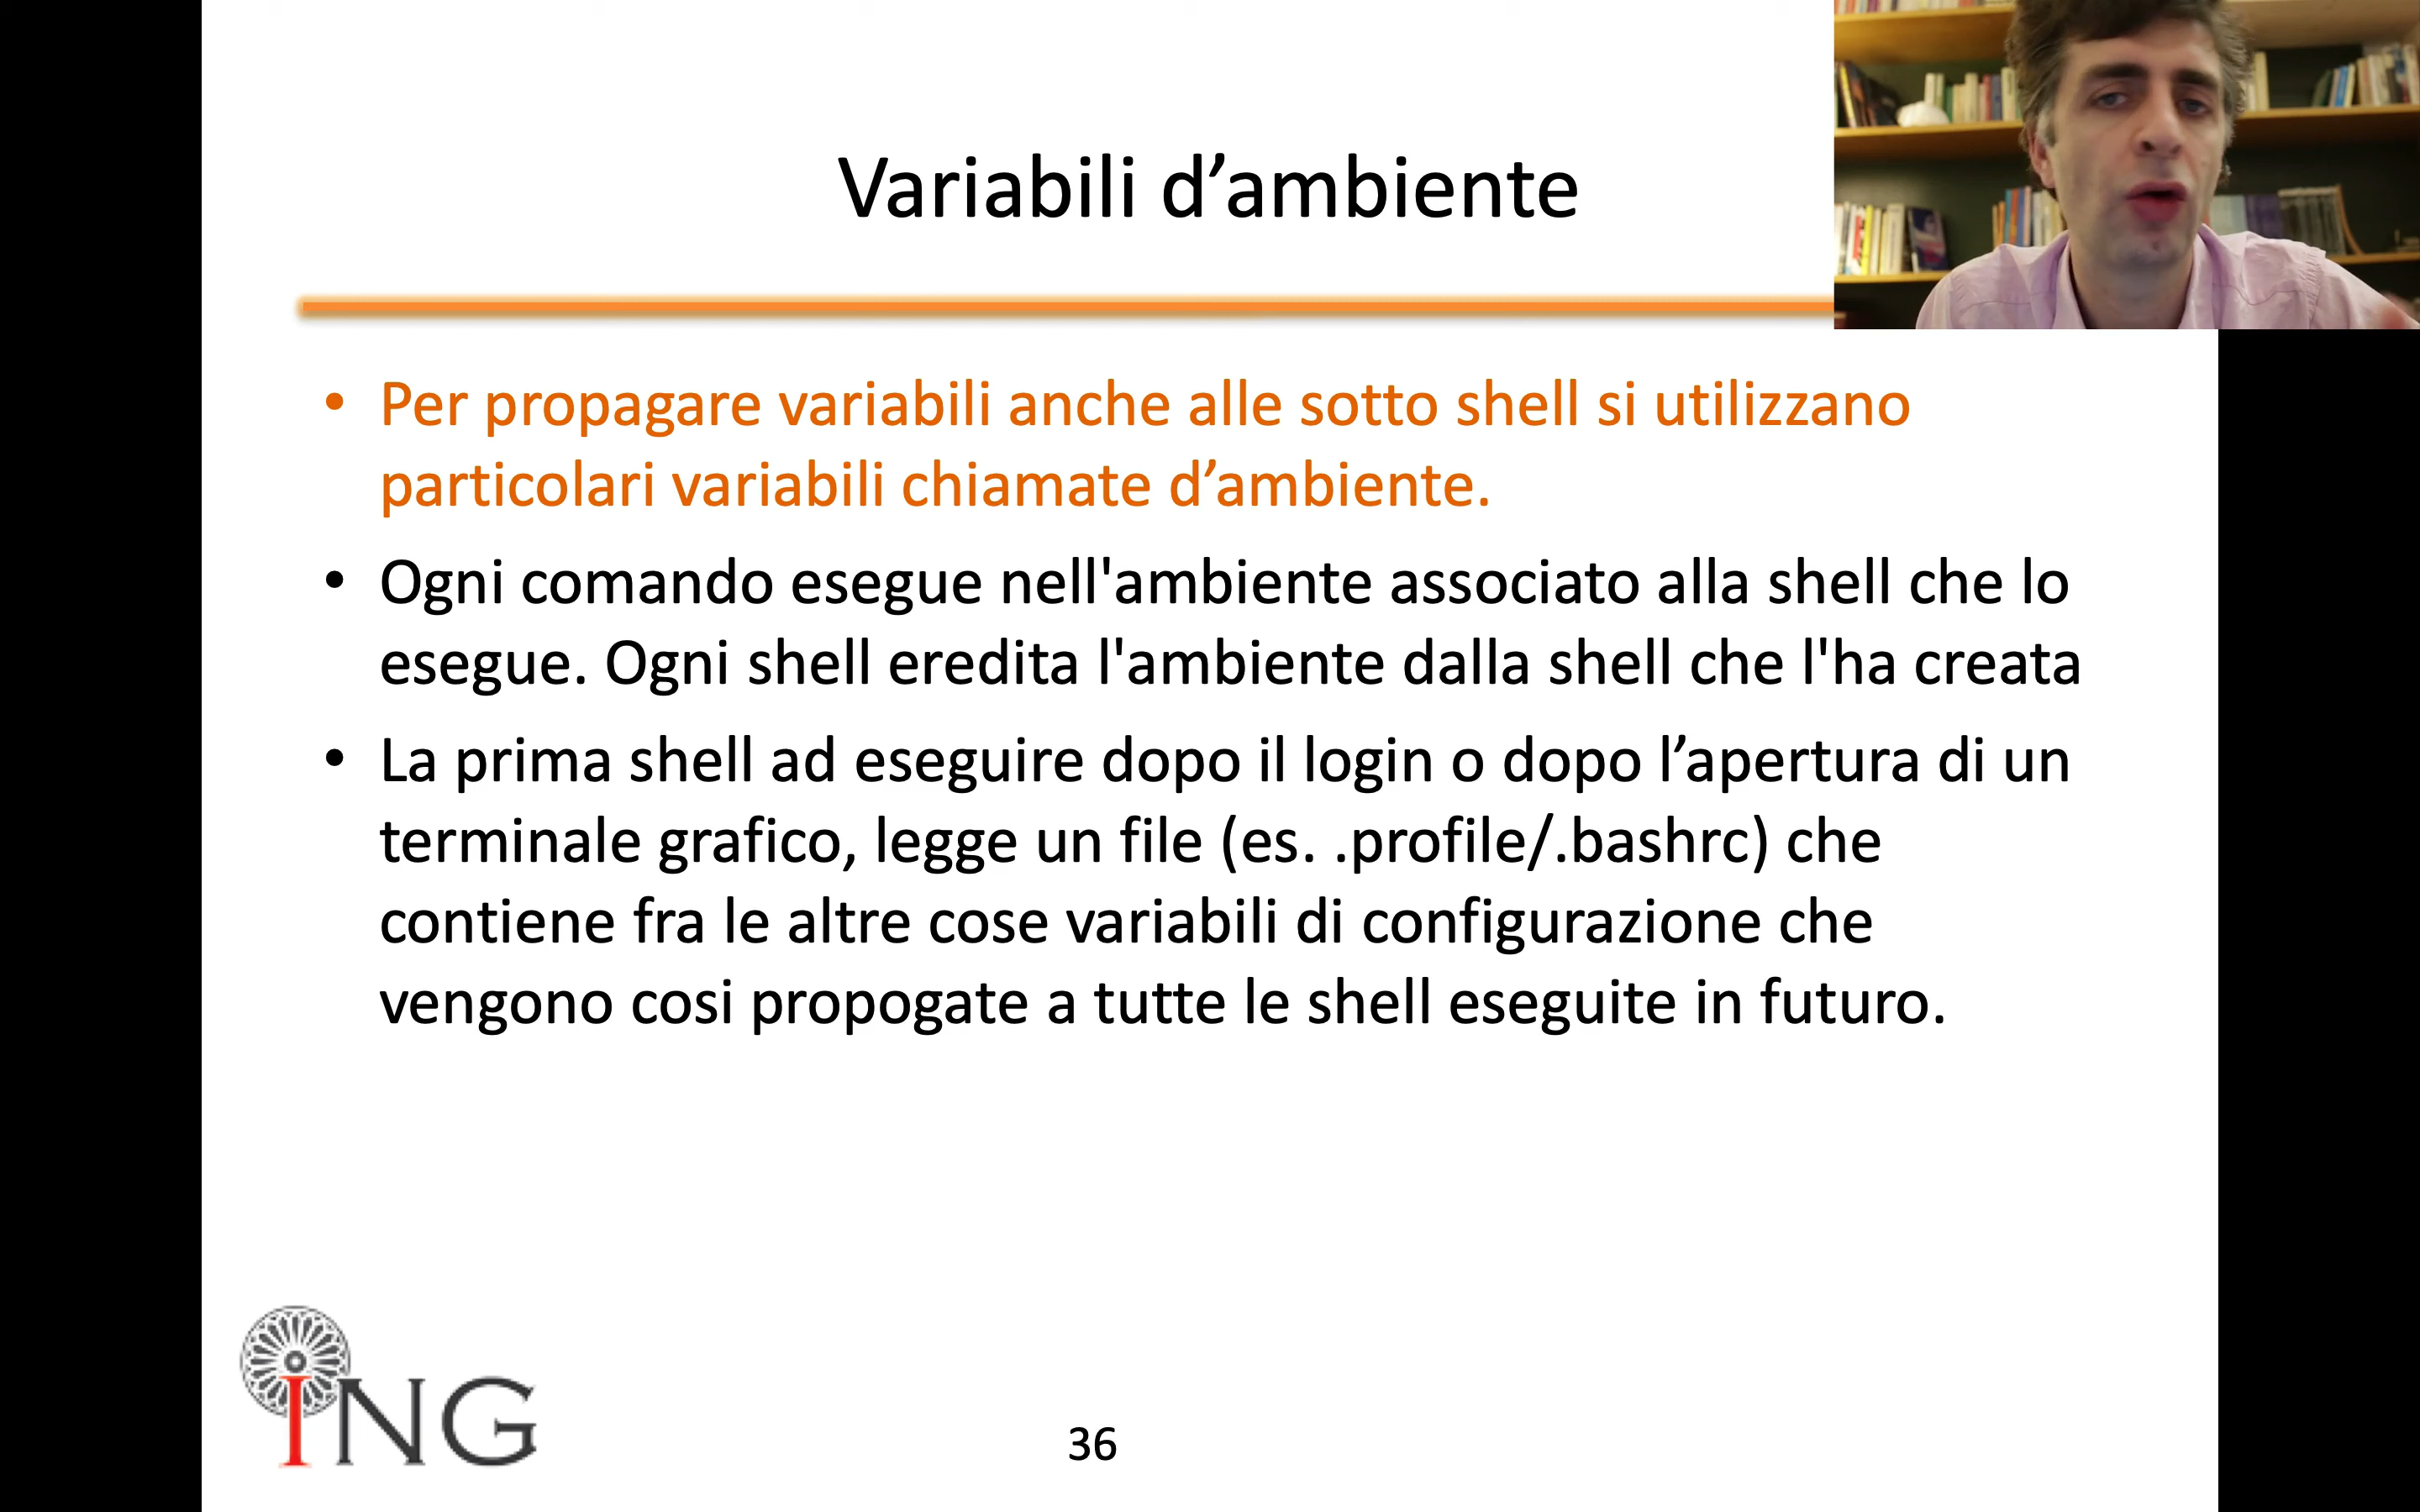 Variabili d’ambiente
• Per propagare variabili anche alle sotto shell si utilizzano
particolari variabili chiamate d’ambiente.
• Ogni comando esegue nell'ambiente associato alla shell che lo
esegue. Ogni shell eredita l'ambiente dalla shell che l'ha creata
• La prima shell ad eseguire dopo il login o dopo l’apertura di un
terminale grafico, legge un file (es. .profile/.bashrc) che
contiene fra le altre cose variabili di configurazione che
vengono cosi propogate a tutte le shell eseguite in futuro.
ING
36